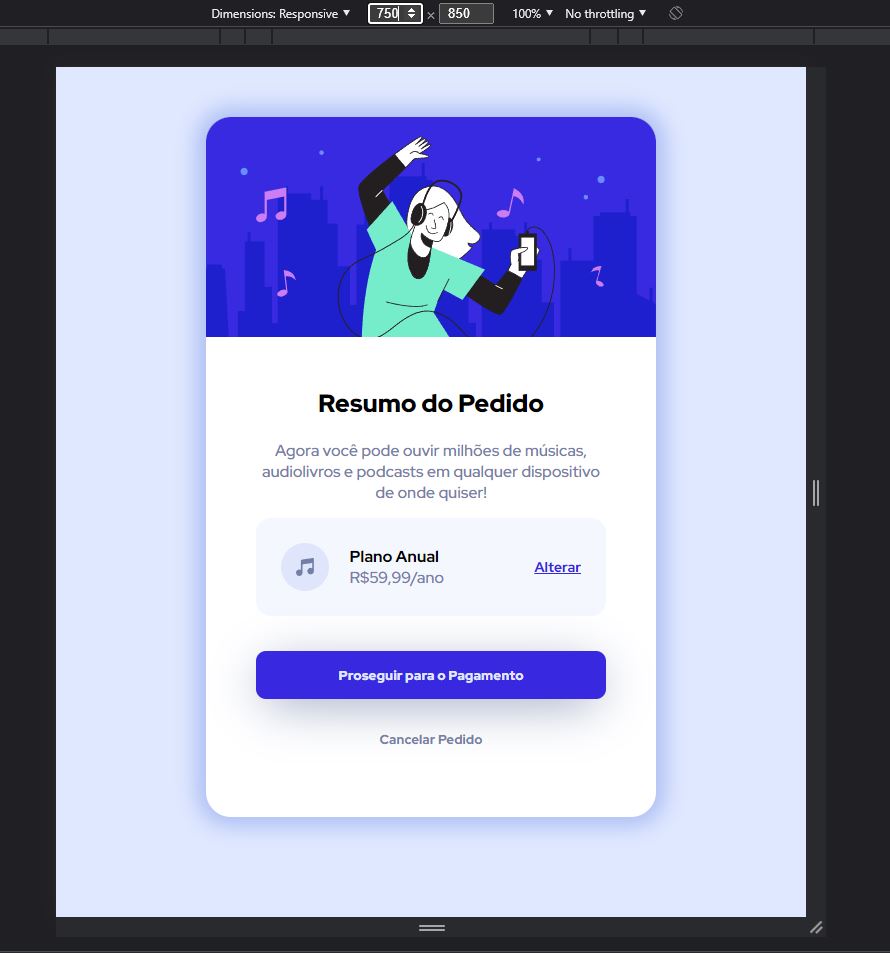 Dimensions: Responsive ▼ 750 × 850 100% ▼ No throttling ▼
Resumo do Pedido
Agora você pode ouvir milhões de músicas,
audiolivros e podcasts em qualquer dispositivo
de onde quiser!
Plano Anual
R$59,99/ano
Alterar
Proseguir para o Pagamento
Cancelar Pedido